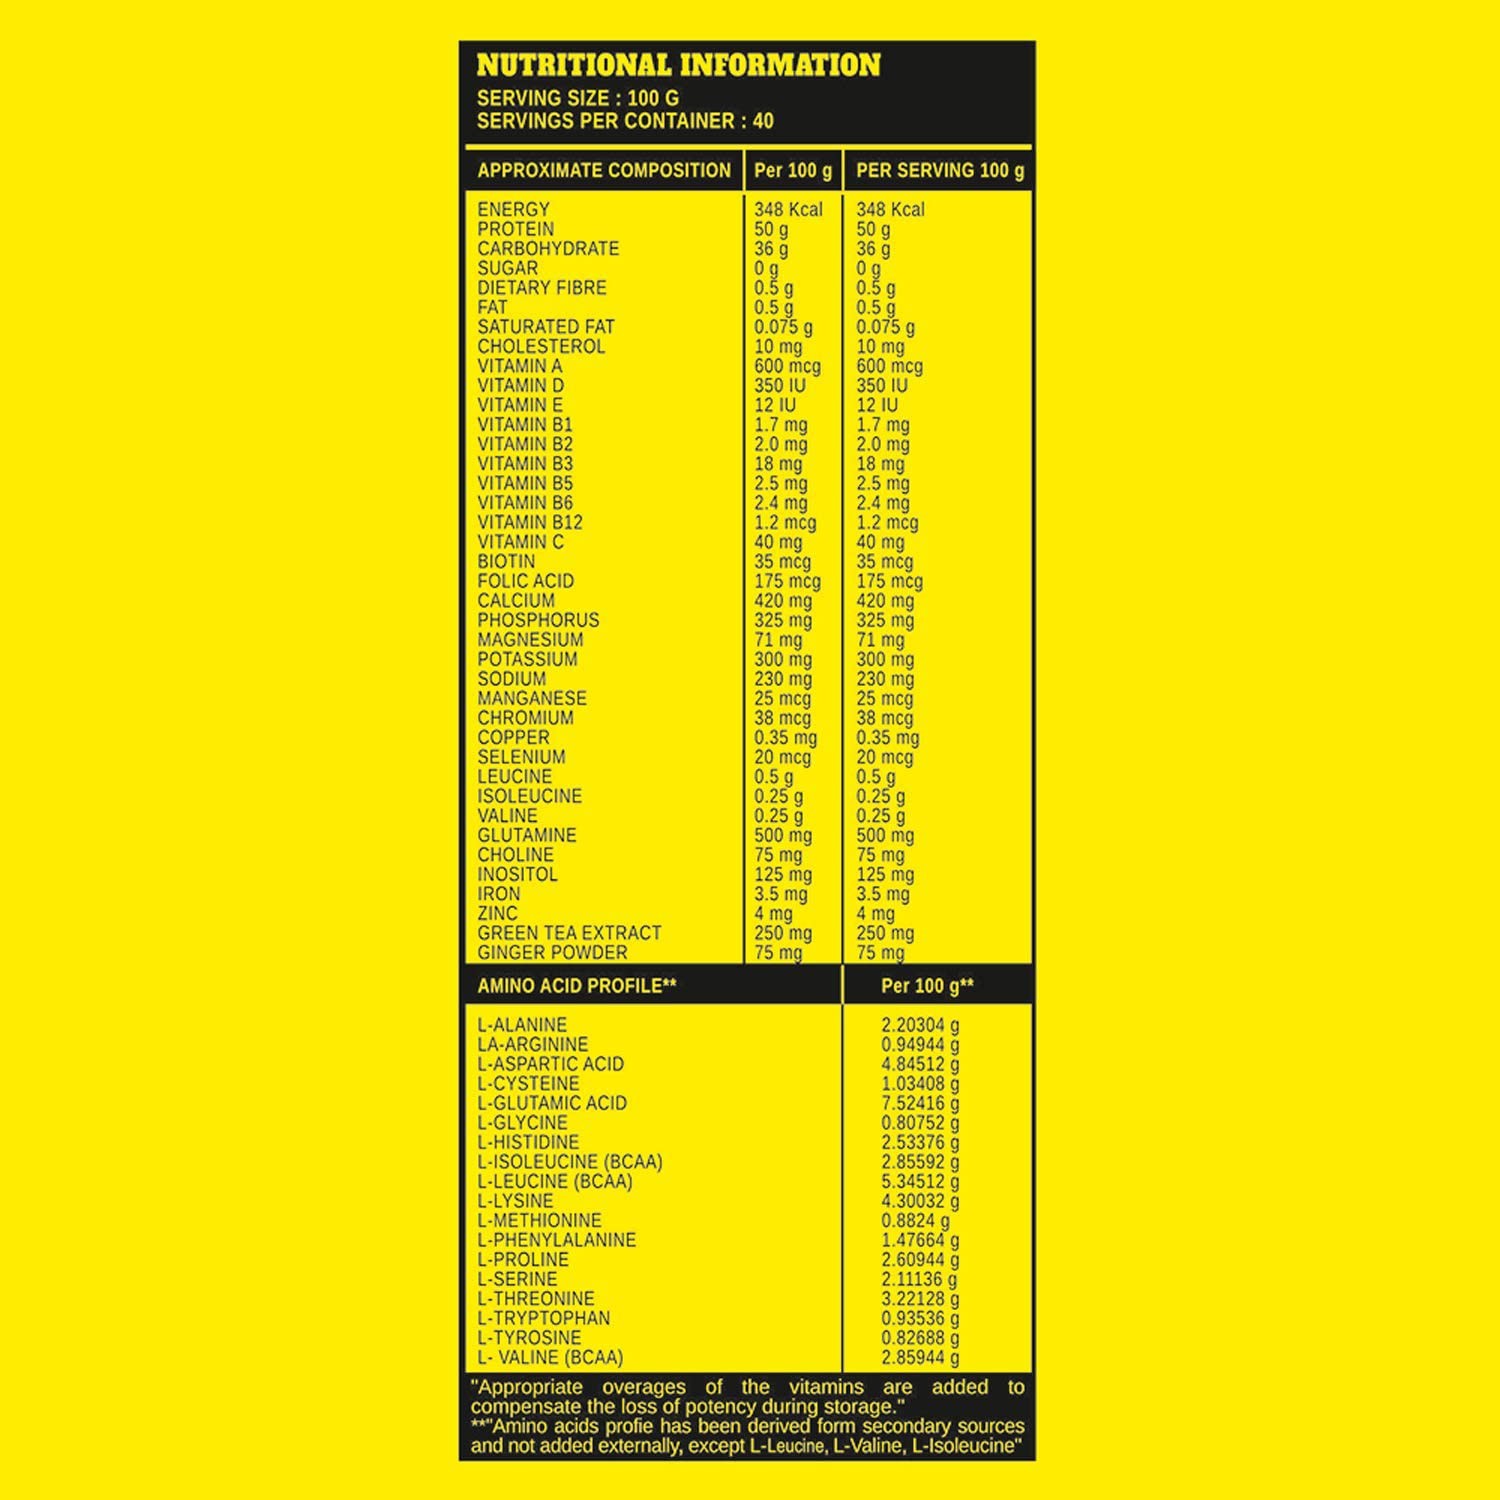 NUTRITIONAL INFORMATION
SERVING SIZE : 100 G
SERVINGS PER CONTAINER : 40
APPROXIMATE COMPOSITION Per 100 g PER SERVING 100 g
ENERGY 348 Kcal 348 Kcal
PROTEIN 50 g 50 g
CARBOHYDRATE 36 g 36 g
SUGAR 0 g 0 g
DIETARY FIBRE 0.5 g 0.5 g
FAT 0.5 g 0.5 g
SATURATED FAT 0.075 g 0.075 g
CHOLESTEROL 10 mg 10 mg
VITAMIN A 600 mcg 600 mcg
VITAMIN D 350 IU 350 IU
VITAMIN E 12 IU 12 IU
VITAMIN B1 1.7 mg 1.7 mg
VITAMIN B2 2.0 mg 2.0 mg
VITAMIN B3 18 mg 18 mg
VITAMIN B5 2.5 mg 2.5 mg
VITAMIN B6 2.4 mg 2.4 mg
VITAMIN B12 1.2 mcg 1.2 mcg
VITAMIN C 40 mg 40 mg
BIOTIN 35 mcg 35 mcg
FOLIC ACID 175 mcg 175 mcg
CALCIUM 420 mg 420 mg
PHOSPHORUS 325 mg 325 mg
MAGNESIUM 71 mg 71 mg
POTASSIUM 300 mg 300 mg
SODIUM 230 mg 230 mg
MANGANESE 25 mcg 25 mcg
CHROMIUM 38 mcg 38 mcg
COPPER 0.35 mg 0.35 mg
SELENIUM 20 mcg 20 mcg
LEUCINE 0.5 g 0.5 g
ISOLEUCINE 0.25 g 0.25 g
VALINE 0.25 g 0.25 g
GLUTAMINE 500 mg 500 mg
CHOLINE 75 mg 75 mg
INOSITOL 125 mg 125 mg
IRON 3.5 mg 3.5 mg
ZINC 4 mg 4 mg
GREEN TEA EXTRACT 250 mg 250 mg
GINGER POWDER 75 mg 75 mg
AMINO ACID PROFILE** Per 100 g**
L-ALANINE 2.20304 g
LA-ARGININE 0.94944 g
L-ASPARTIC ACID 4.84512 g
L-CYSTEINE 1.03408 g
L-GLUTAMIC ACID 7.52416 g
L-GLYCINE 0.80752 g
L-HISTIDINE 2.53376 g
L-ISOLEUCINE (BCAA) 2.85592 g
L-LEUCINE (BCAA) 5.34512 g
L-LYSINE 4.30032 g
L-METHIONINE 0.8824 g
L-PHENYLALANINE 1.47664 g
L-PROLINE 2.60944 g
L-SERINE 2.11136 g
L-THREONINE 3.22128 g
L-TRYPTOPHAN 0.93536 g
L-TYROSINE 0.82688 g
L- VALINE (BCAA) 2.85944 g
"Appropriate overages of the vitamins are added to
compensate the loss of potency during storage."
**"Amino acids profie has been derived form secondary sources
and not added externally, except L-Leucine, L-Valine, L-Isoleucine"